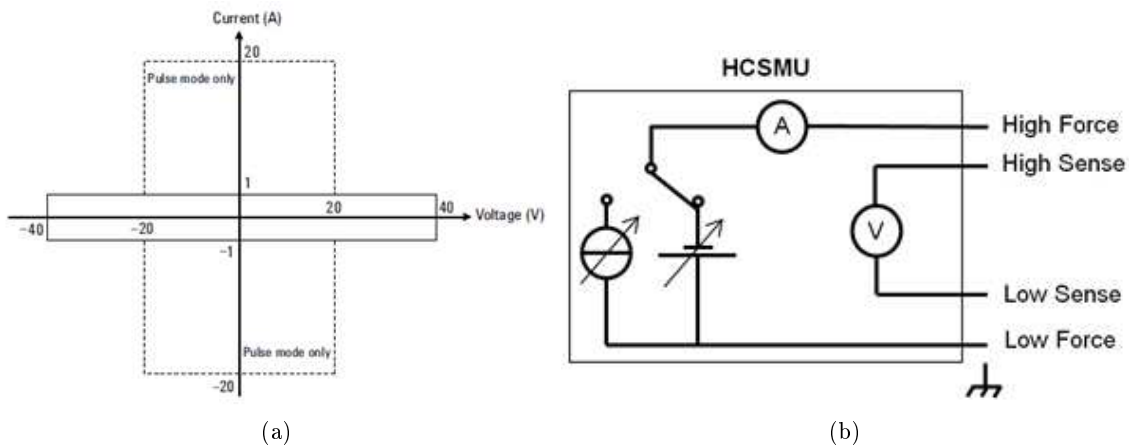 Current (A)
20
Pulse mode only
1
20
40
Voltage (V)
−40
−20
−1
Pulse mode only
−20
(a)
HCSMU
A
High Force
High Sense
V
Low Sense
Low Force
(b)